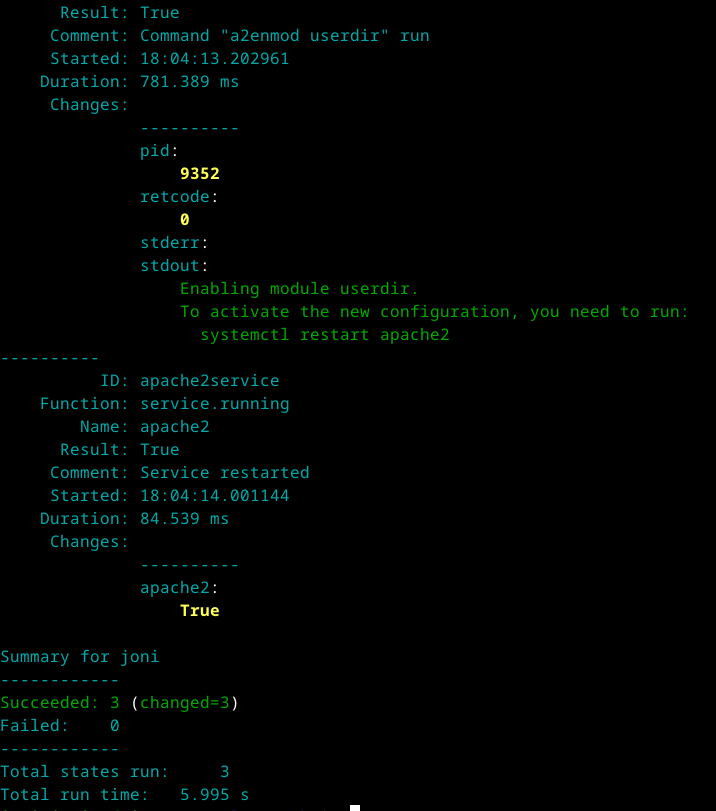 Result: True
Comment: Command "a2enmod userdir" run
Started: 18:04:13.202961
Duration: 781.389 ms
Changes:
----------
pid:
9352
retcode:
0
stderr:
stdout:
Enabling module userdir.
To activate the new configuration, you need to run:
systemctl restart apache2
----------
ID: apache2service
Function: service.running
Name: apache2
Result: True
Comment: Service restarted
Started: 18:04:14.001144
Duration: 84.539 ms
Changes:
----------
apache2:
True
Summary for joni
------------
Succeeded: 3 (changed=3)
Failed: 0
------------
Total states run: 3
Total run time: 5.995 s